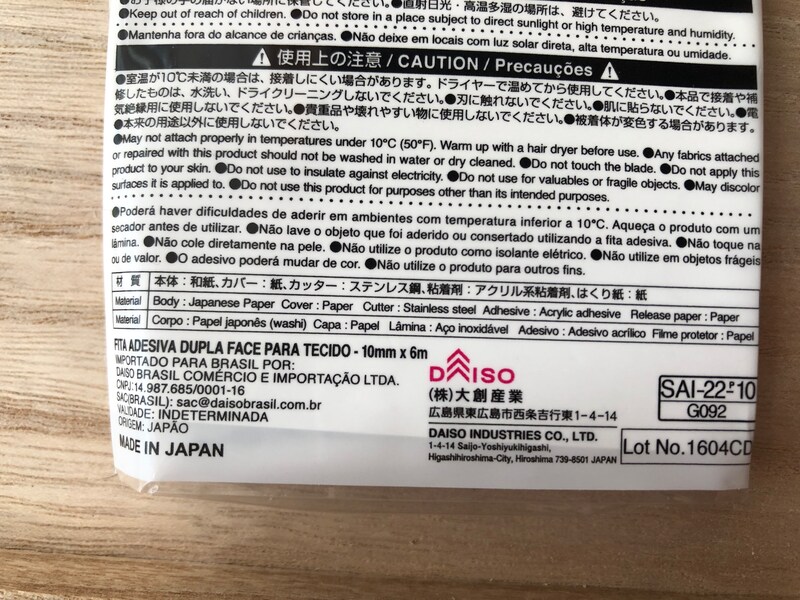 ●お子様の手の届かない場所に保管してください。●直射日光・高温多湿の場所は、避けてください。
●Keep out of reach of children. ●Do not store in a place subject to direct sunlight or high temperature and humidity.
●Mantenha fora do alcance de crianças. ●Não deixe em locais com luz solar direta, alta temperatura ou umidade.
⚠ 使用上の注意 / CAUTION / Precauções ⚠
●室温が10℃未満の場合は、接着しにくい場合があります。ドライヤーで温めてから使用してください。●本品で接着や補
修したものは、水洗い、ドライクリーニングしないでください。●刃に触れないでください。●肌に貼らないでください。●電
気絶縁用に使用しないでください。●貴重品や壊れやすい物に使用しないでください。●被着体が変色する場合があります。
●本来の用途以外に使用しないでください。
●May not attach properly in temperatures under 10°C (50°F). Warm up with a hair dryer before use. ●Any fabrics attached
or repaired with this product should not be washed in water or dry cleaned. ●Do not touch the blade. ●Do not apply this
product to your skin. ●Do not use to insulate against electricity. ●Do not use for valuables or fragile objects. ●May discolor
surfaces it is applied to. ●Do not use this product for purposes other than its intended purposes.
●Poderá haver dificuldades de aderir em ambientes com temperatura inferior a 10°C. Aqueça o produto com um
secador antes de utilizar. ●Não lave o objeto que foi aderido ou consertado utilizando a fita adesiva. ●Não toque na
lâmina. ●Não cole diretamente na pele. ●Não utilize o produto como isolante elétrico. ●Não utilize em objetos frágeis
ou de valor. ●O adesivo poderá mudar de cor. ●Não utilize o produto para outros fins.
材 質 本体：和紙、カバー：紙、カッター：ステンレス鋼、粘着剤：アクリル系粘着剤、はくり紙：紙
Material Body : Japanese Paper Cover : Paper Cutter : Stainless steel Adhesive : Acrylic adhesive Release paper : Paper
Material Corpo : Papel japonês (washi) Capa : Papel Lâmina : Aço inoxidável Adesivo : Adesivo acrílico Filme protetor : Papel
FITA ADESIVA DUPLA FACE PARA TECIDO - 10mm x 6m
IMPORTADO PARA BRASIL POR:
DAISO BRASIL COMÉRCIO E IMPORTAÇÃO LTDA.
CNPJ:14.987.685/0001-16
SAC(BRASIL): sac@daisobrasil.com.br
VALIDADE: INDETERMINADA
ORIGEM: JAPÃO
MADE IN JAPAN
DAISO
(株)大創産業
広島県東広島市西条吉行東1-4-14
DAISO INDUSTRIES CO., LTD.
1-4-14 Saijo-Yoshiyukihigashi,
Higashihiroshima-City, Hiroshima 739-8501 JAPAN
SAI-22-P10
G092
Lot No.1604CD